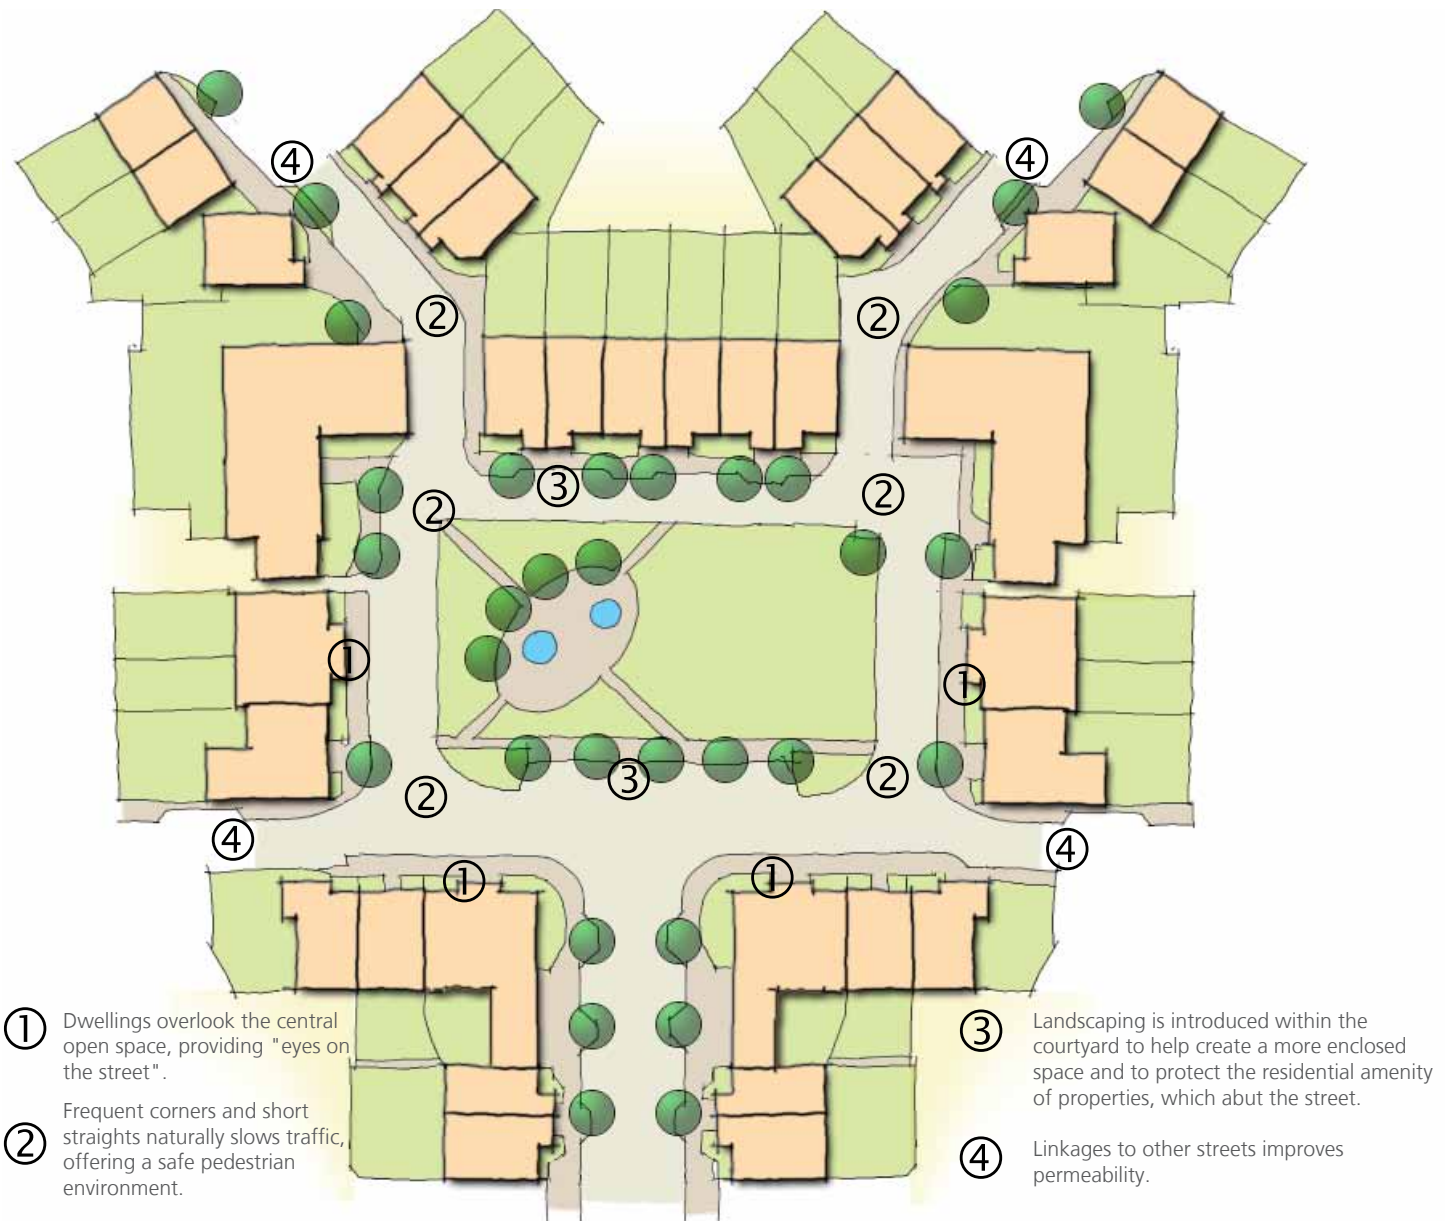 4
4
2
2
3
2
2
1
1
3
2
2
4
4
1
1
1
Dwellings overlook the central
open space, providing "eyes on
the street".
2
Frequent corners and short
straights naturally slows traffic,
offering a safe pedestrian
environment.
3
Landscaping is introduced within the
courtyard to help create a more enclosed
space and to protect the residential amenity
of properties, which abut the street.
4
Linkages to other streets improves
permeability.